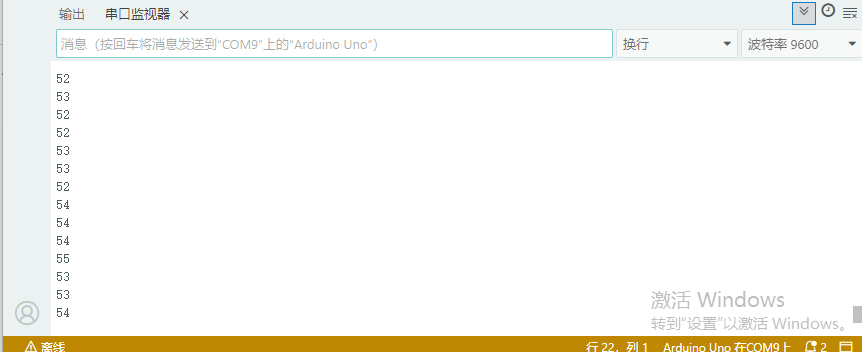 输出 串口监视器
消息（按回车将消息发送到“COM9”上的“Arduino Uno”）
换行
波特率 9600
52
53
52
52
53
53
52
54
54
54
55
53
53
54
激活 Windows
转到“设置”以激活 Windows。
离线
行 22，列 1 Arduino Uno 在COM9上 2